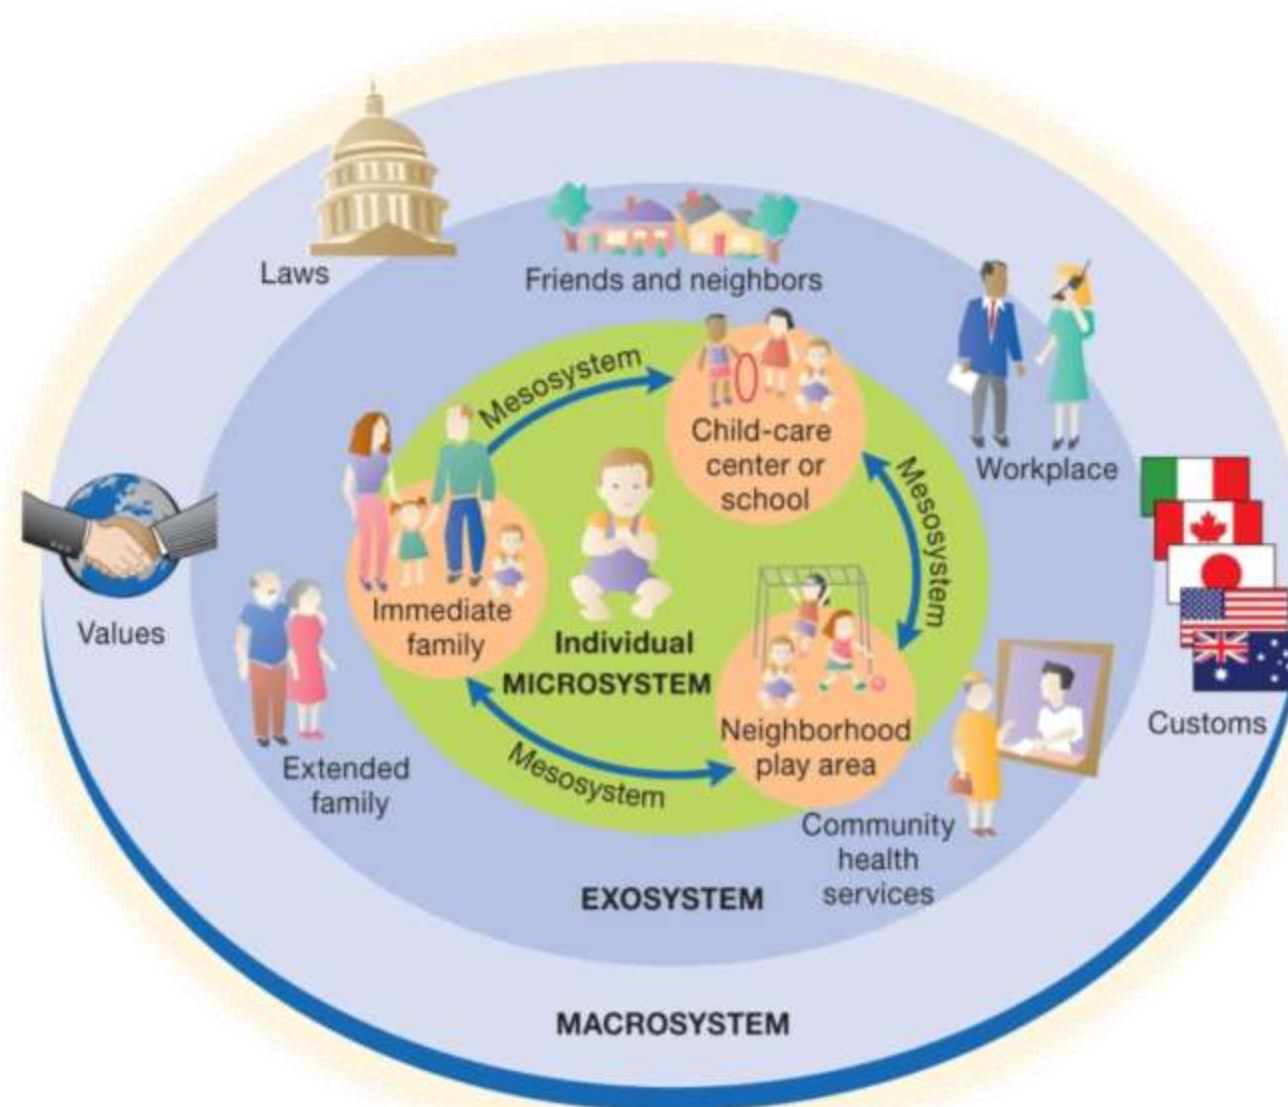 Laws
Friends and neighbors
Mesosystem
Child-care
center or
school
Mesosystem
Workplace
Values
Immediate
family
Individual
MICROSYSTEM
Neighborhood
play area
Mesosystem
Customs
Extended
family
Community
health
services
EXOSYSTEM
MACROSYSTEM